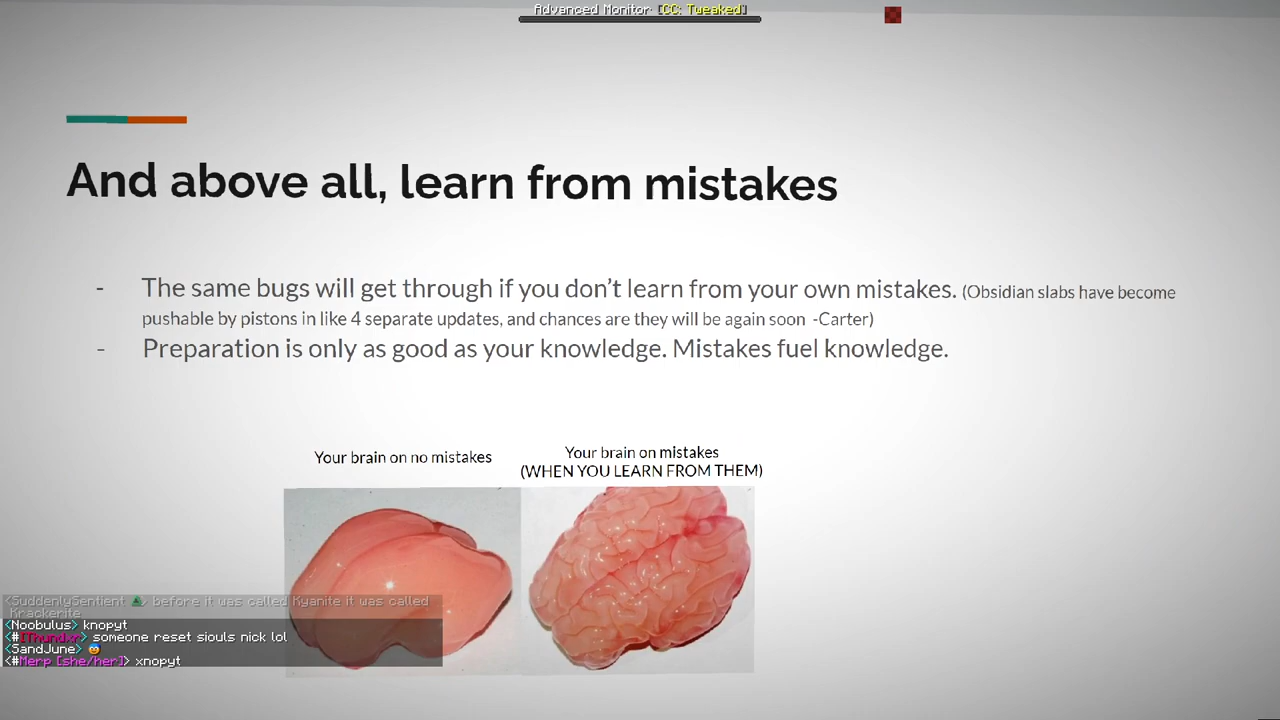 Advanced Monitor [CC: Tweaked]
And above all, learn from mistakes
- The same bugs will get through if you don't learn from your own mistakes. (Obsidian slabs have become
pushable by pistons in like 4 separate updates, and chances are they will be again soon -Carter)
- Preparation is only as good as your knowledge. Mistakes fuel knowledge.
Your brain on no mistakes
Your brain on mistakes
(WHEN YOU LEARN FROM THEM)
<SuddenlySentient > before it was called Kyanite it was called
Krackerite
<Noobulus> knopyt
<#IThundxr> someone reset siouls nick lol
<SandJune>
<#Merp [she/her]> xnopyt